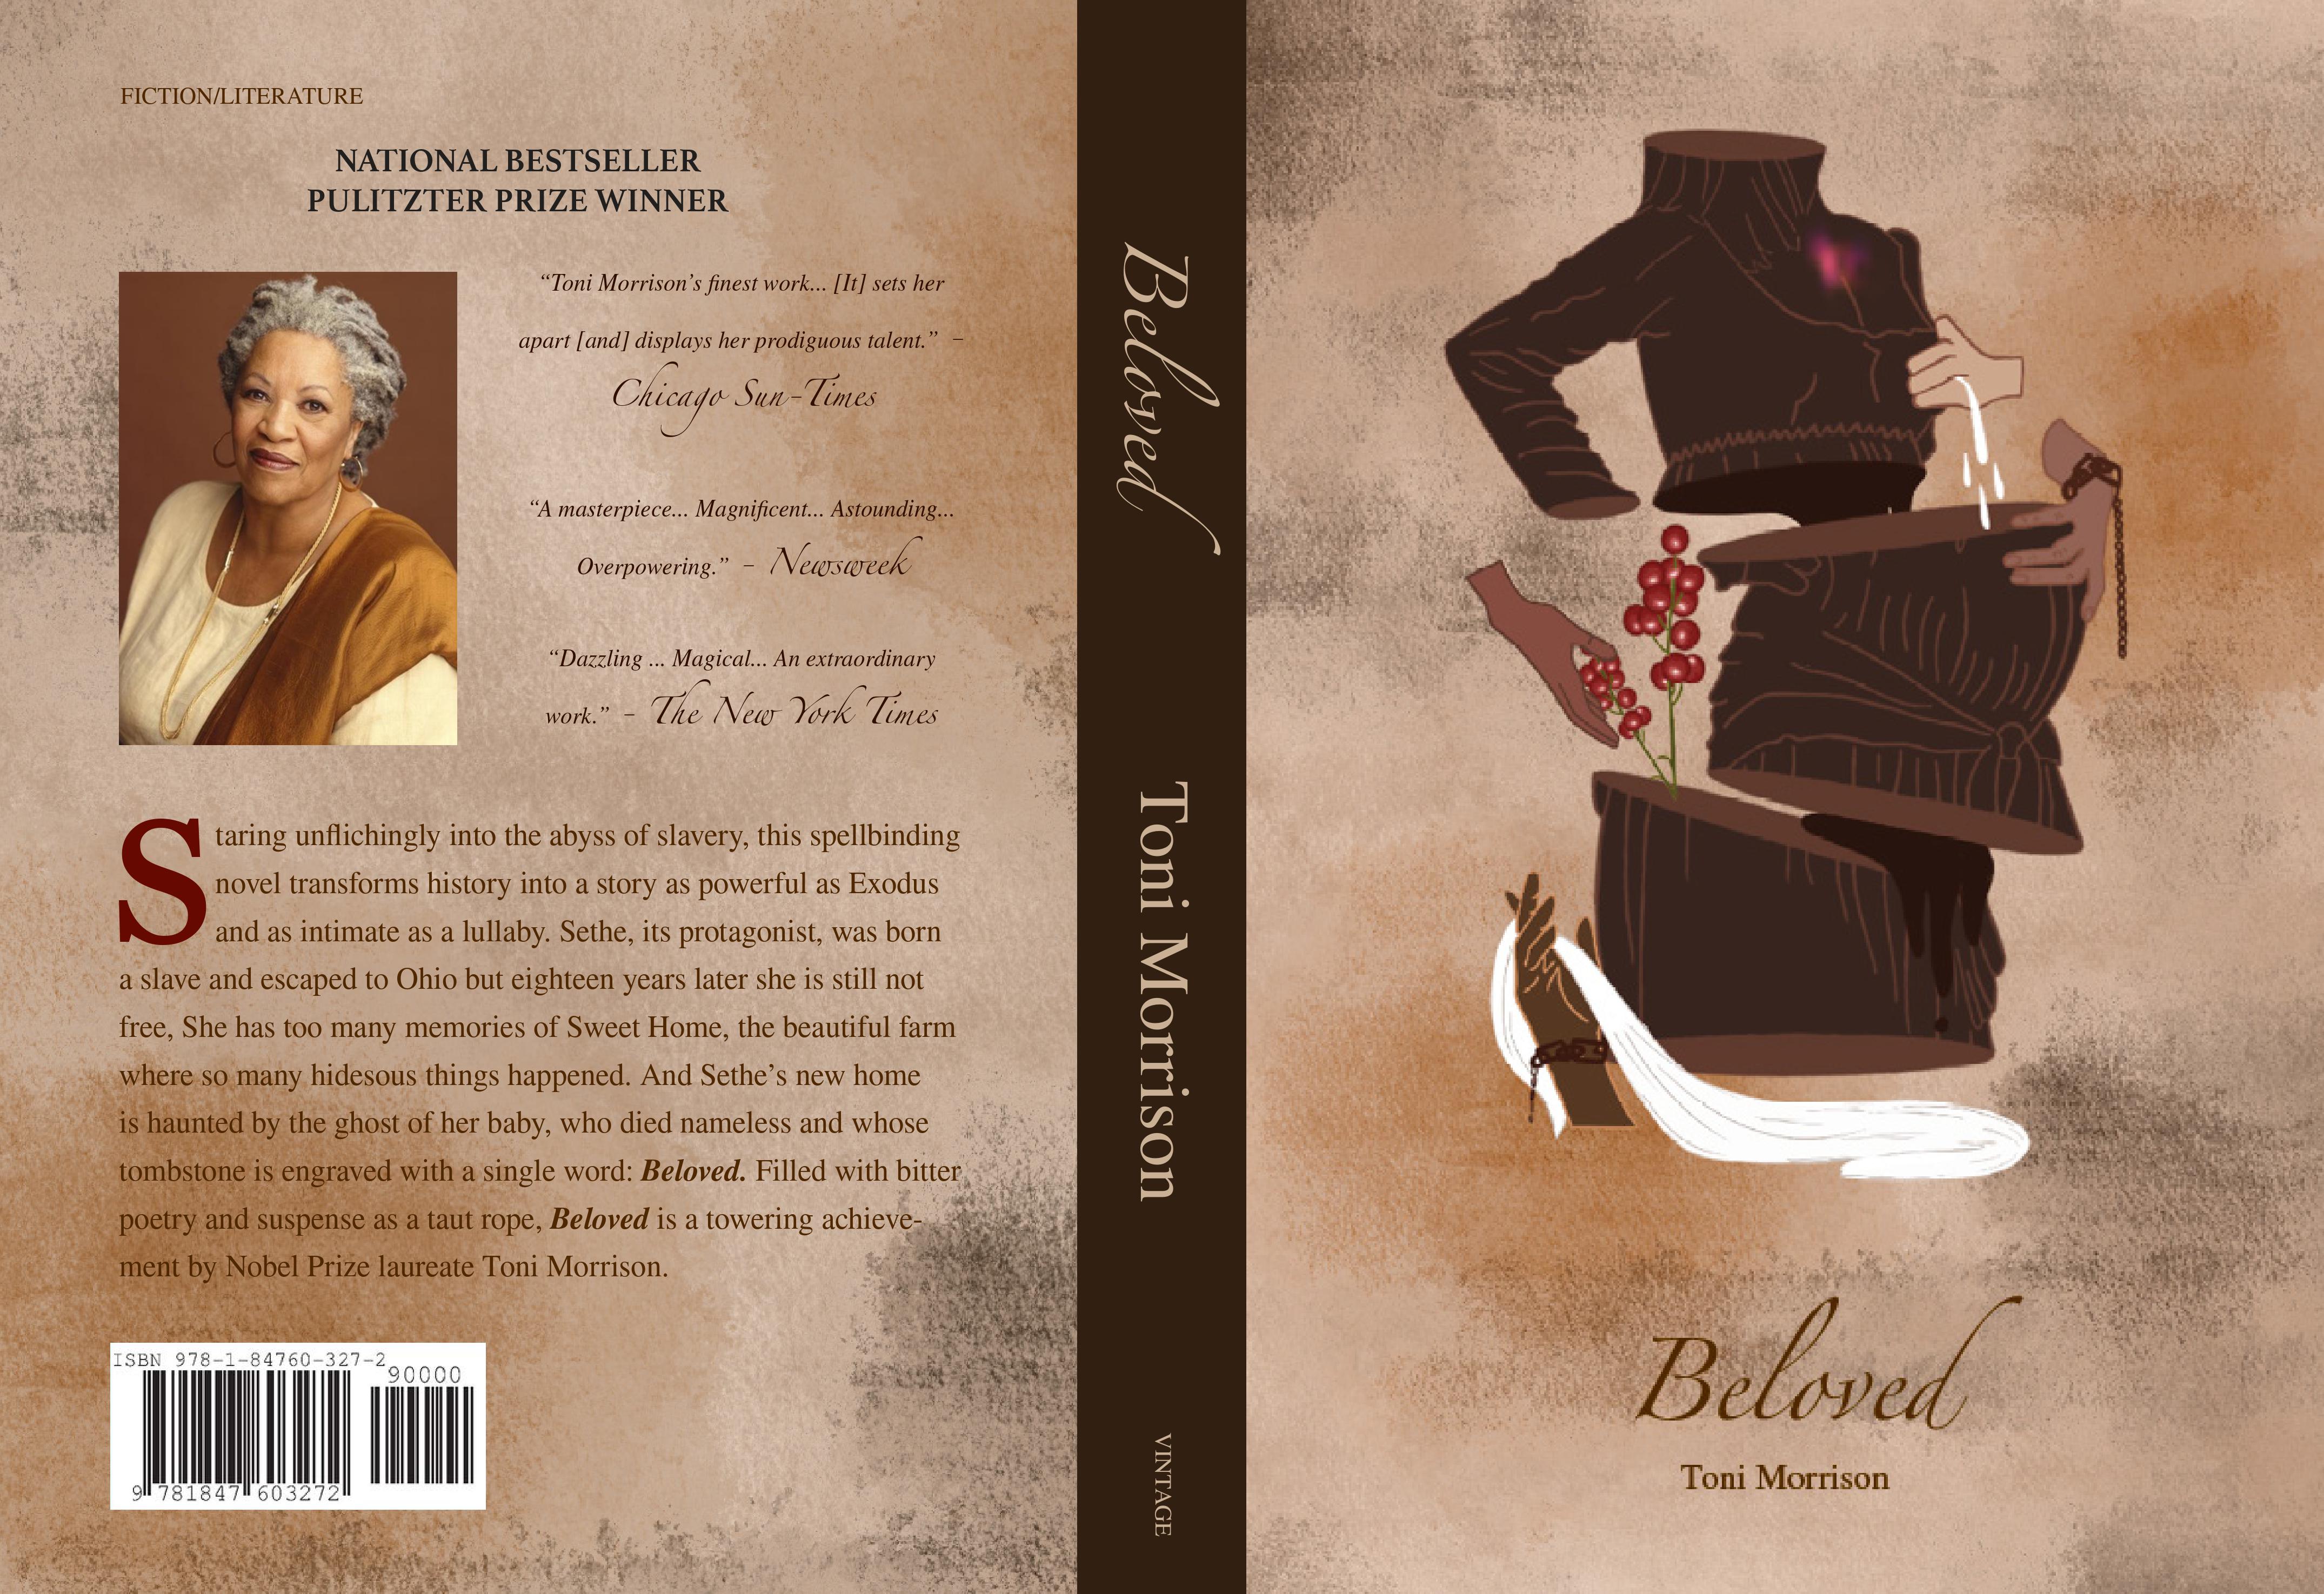 FICTION/LITERATURE
NATIONAL BESTSELLER
PULITZTER PRIZE WINNER
“Toni Morrison’s finest work... [It] sets her
apart [and] displays her prodiguous talent.” –
Chicago Sun-Times
“A masterpiece... Magnificent... Astounding...
Overpowering.” – Newsweek
“Dazzling ... Magical... An extraordinary
work.” – The New York Times
Staring unflichingly into the abyss of slavery, this spellbinding
novel transforms history into a story as powerful as Exodus
and as intimate as a lullaby. Sethe, its protagonist, was born
a slave and escaped to Ohio but eighteen years later she is still not
free, She has too many memories of Sweet Home, the beautiful farm
where so many hidesous things happened. And Sethe’s new home
is haunted by the ghost of her baby, who died nameless and whose
tombstone is engraved with a single word: Beloved. Filled with bitter
poetry and suspense as a taut rope, Beloved is a towering achieve-
ment by Nobel Prize laureate Toni Morrison.
ISBN 978-1-84760-327-2
90000
9 781847 603272
Beloved
Toni Morrison
VINTAGE
Beloved
Toni Morrison